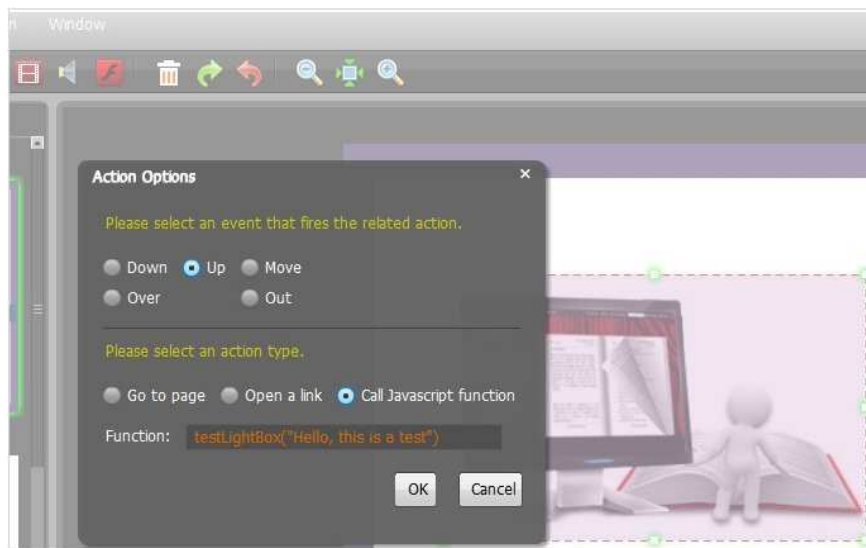 Window
Action Options
Please select an event that fires the related action.
Down Up Move
Over Out
Please select an action type.
Go to page Open a link Call Javascript function
Function: testLightBox("Hello, this is a test")
OK Cancel